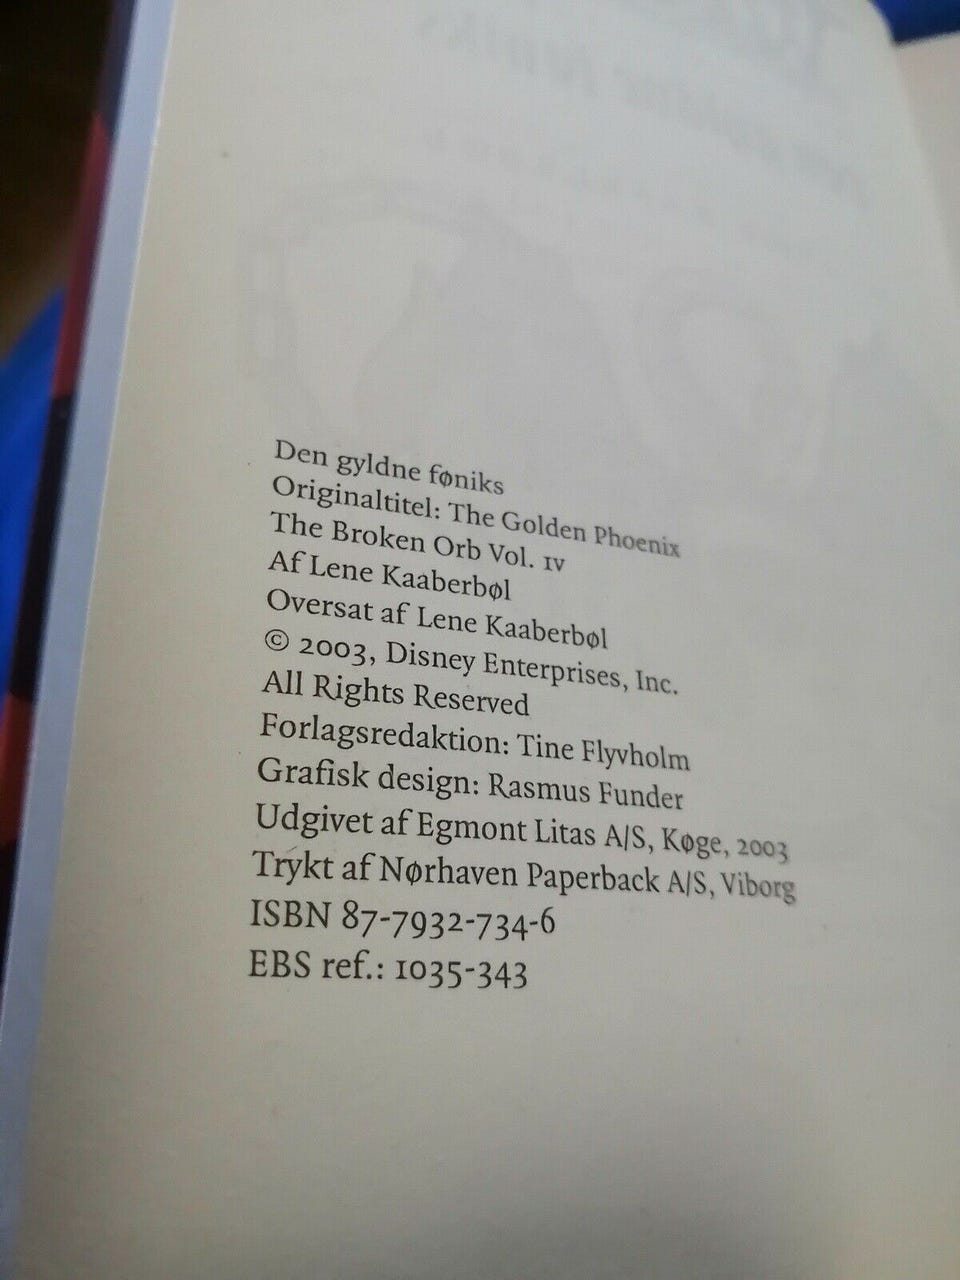 Den gyldne føniks
Originaltitel: The Golden Phoenix
The Broken Orb Vol. IV
Af Lene Kaaberbøl
Oversat af Lene Kaaberbøl
© 2003, Disney Enterprises, Inc.
All Rights Reserved
Forlagsredaktion: Tine Flyvholm
Grafisk design: Rasmus Funder
Udgivet af Egmont Litas A/S, Køge, 2003
Trykt af Nørhaven Paperback A/S, Viborg
ISBN 87-7932-734-6
EBS ref.: 1035-343